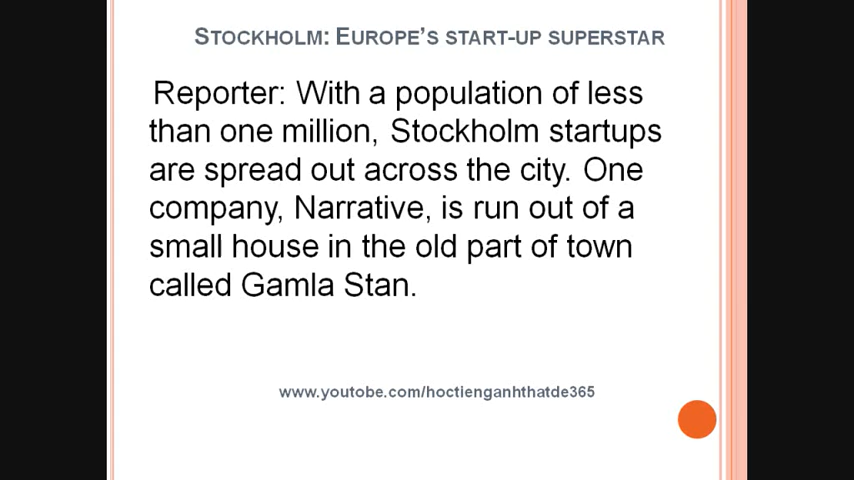 STOCKHOLM: EUROPE'S START-UP SUPERSTAR
Reporter: With a population of less
than one million, Stockholm startups
are spread out across the city. One
company, Narrative, is run out of a
small house in the old part of town
called Gamla Stan.
www.youtube.com/hoctienganhthatde365